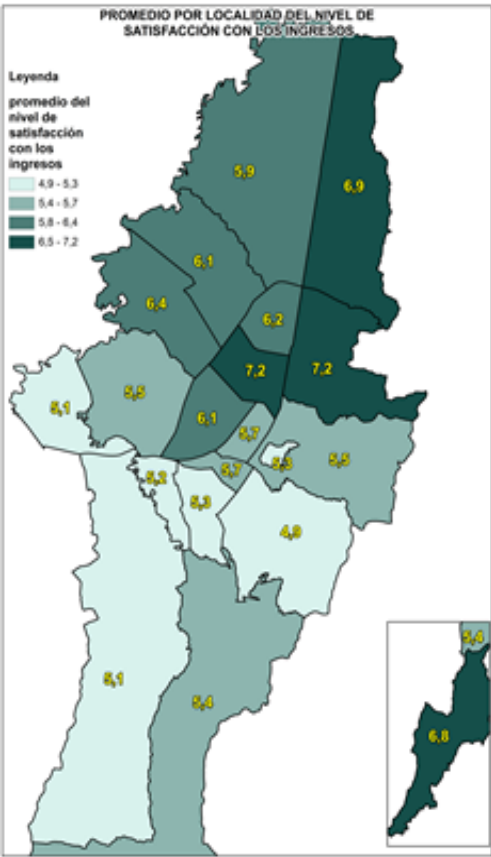 PROMEDIO POR LOCALIDAD DEL NIVEL DE
SATISFACCIÓN CON LOS INGRESOS
Leyenda
promedio del
nivel de
satisfacción
con los
ingresos
4,9 - 5,3
5,4 - 5,7
5,8 - 6,4
6,5 - 7,2
5,9
6,9
6,1
6,4
6,2
7,2
7,2
5,5
5,1
6,1
5,7
5,5
5,3
5,7
5,2
5,3
4,9
5,1
5,4
5,4
6,8